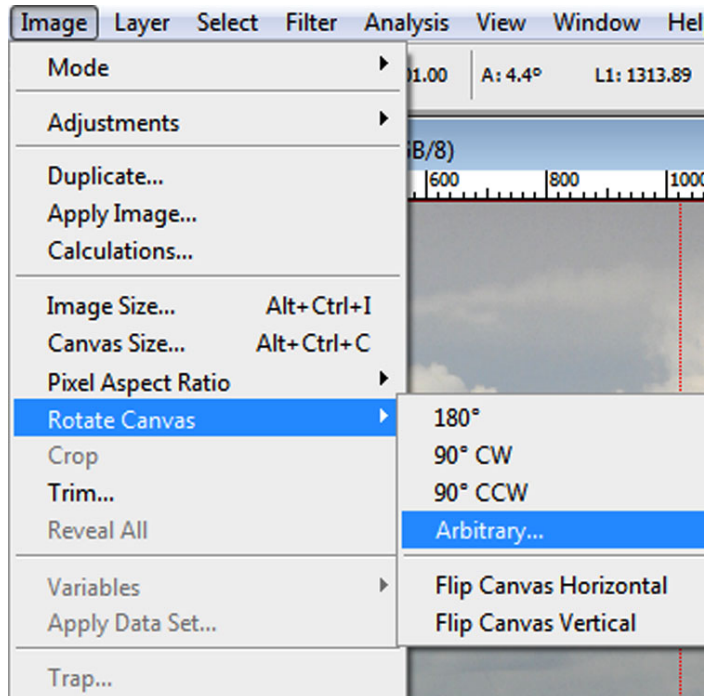 Image Layer Select Filter Analysis View Window Hel
Mode
01.00 A: 4.4° L1: 1313.89
Adjustments
GB/8)
Duplicate...
600 800 1000
Apply Image...
Calculations...
Image Size... Alt+Ctrl+I
Canvas Size... Alt+Ctrl+C
Pixel Aspect Ratio
Rotate Canvas
180°
Crop
90° CW
Trim...
90° CCW
Reveal All
Arbitrary...
Variables
Flip Canvas Horizontal
Apply Data Set...
Flip Canvas Vertical
Trap...